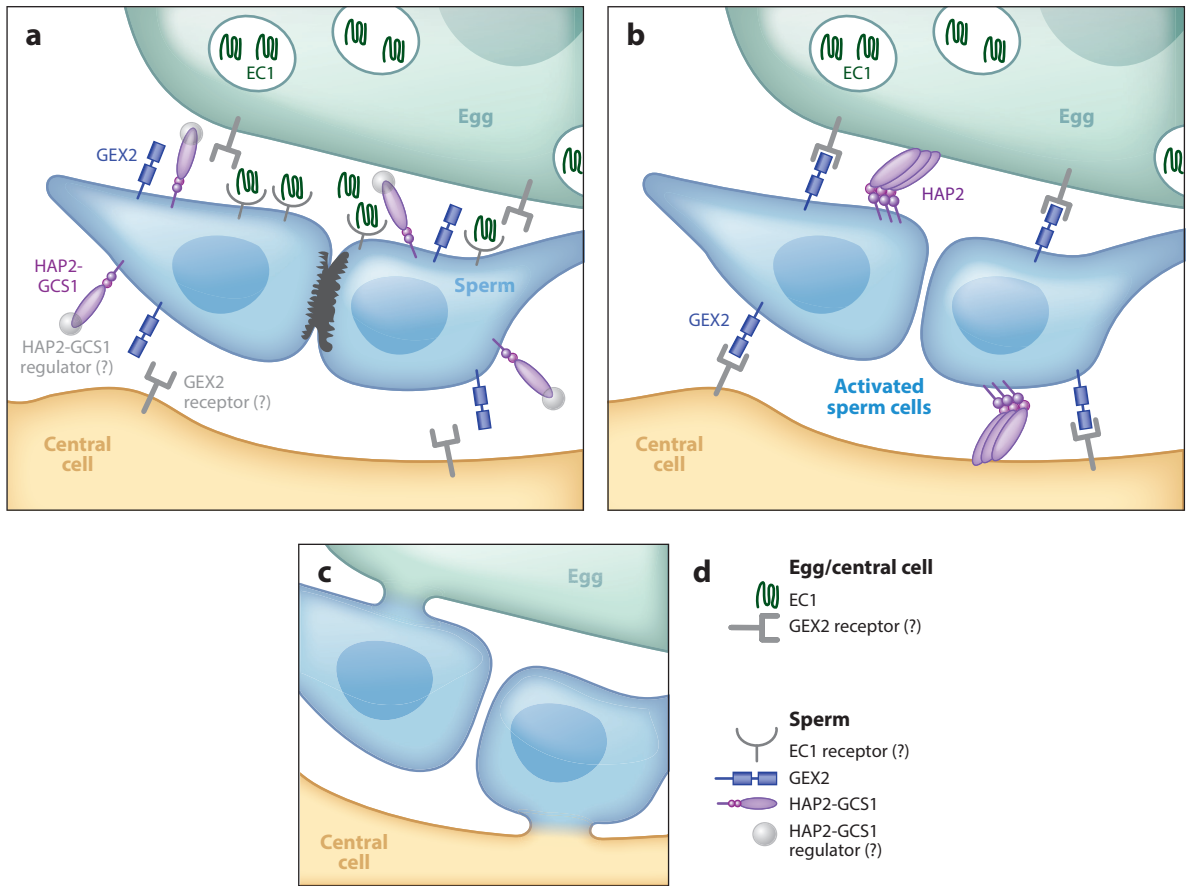 a
EC1
Egg
GEX2
HAP2-
GCS1
Sperm
HAP2-GCS1
regulator (?)
GEX2
receptor (?)
Central
cell
b
EC1
Egg
HAP2
GEX2
Activated
sperm cells
Central
cell
c
Egg
Central
cell
d
Egg/central cell
EC1
GEX2 receptor (?)
Sperm
EC1 receptor (?)
GEX2
HAP2-GCS1
HAP2-GCS1
regulator (?)